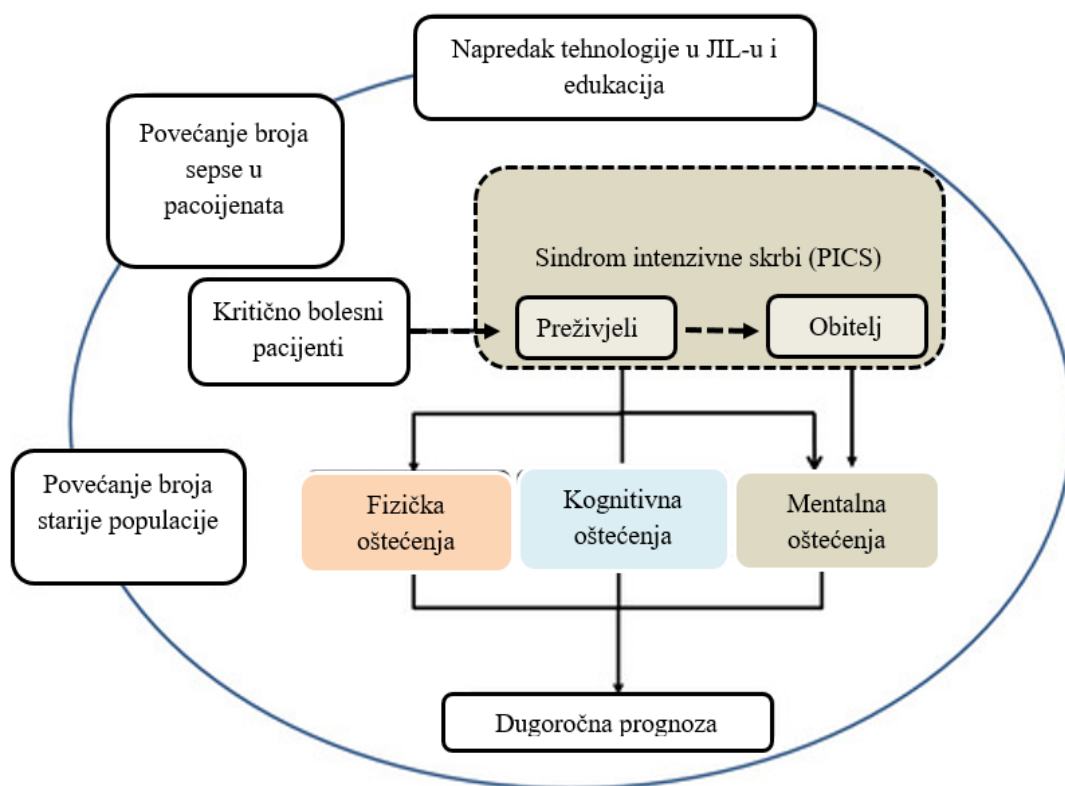 Napredak tehnologije u JIL-u i
edukacija
Povećanje broja
sepse u
pacoijenata
Sindrom intenzivne skrbi (PICS)
Kritično bolesni
pacijenti
Preživjeli
Obitelj
Povećanje broja
starije populacije
Fizička
oštećenja
Kognitivna
oštećenja
Mentalna
oštećenja
Dugoročna prognoza